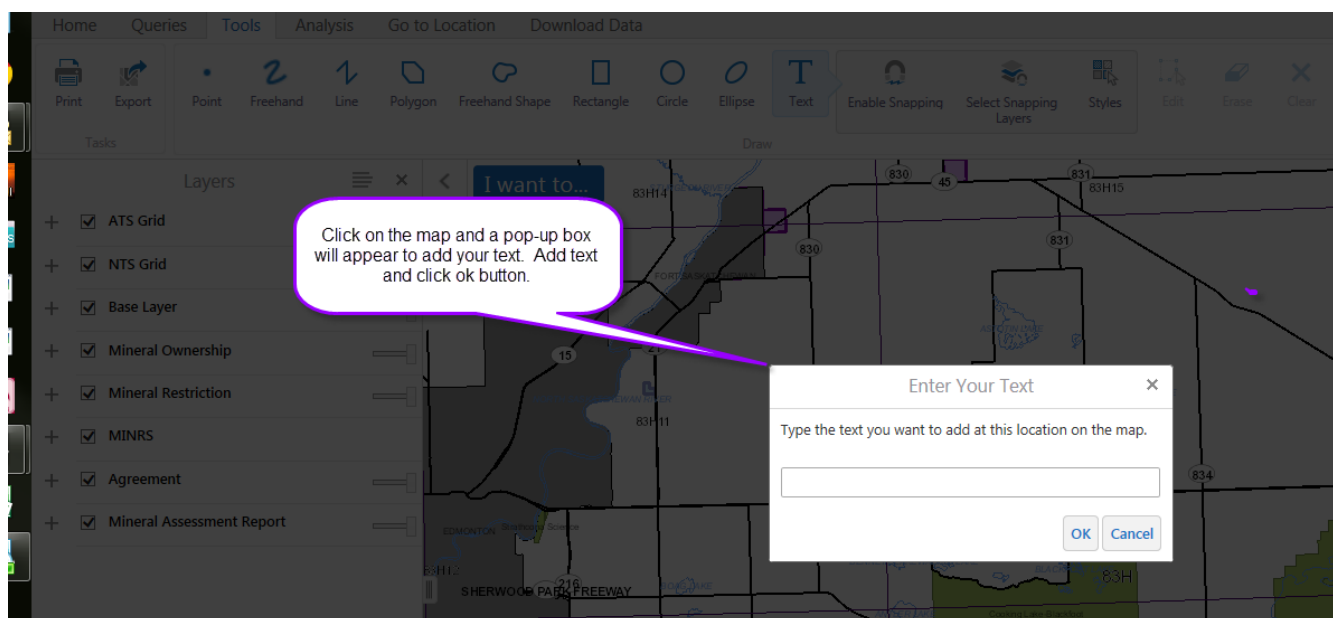 Home Queries Tools Analysis Go to Location Download Data
Print Export Point Freehand Line Polygon Freehand Shape Rectangle Circle Ellipse Text Enable Snapping Select Snapping Layers Styles Edit Erase Clear
Tasks Draw
Layers
I want to...
ATS Grid
NTS Grid
Base Layer
Mineral Ownership
Mineral Restriction
MINRS
Agreement
Mineral Assessment Report
Click on the map and a pop-up box
will appear to add your text. Add text
and click ok button.
Enter Your Text
Type the text you want to add at this location on the map.
OK Cancel
83H14
830
45
831
83H15
830
831
15
21
83H11
834
EDMONTON
216
SHERWOOD PARK FREEWAY
83H